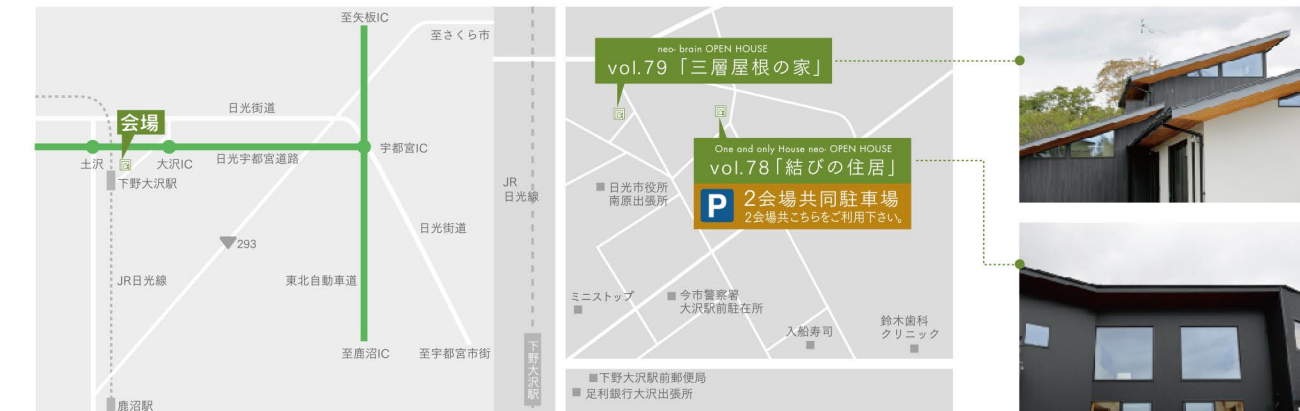 至矢板IC
至さくら市
日光街道
会場
宇都宮IC
土沢
大沢IC
日光宇都宮道路
下野大沢駅
日光街道
293
JR日光線
東北自動車道
至鹿沼IC
至宇都宮市街
鹿沼駅
JR
日光線
下野大沢駅
neo- brain OPEN HOUSE
vol.79「三層屋根の家」
One and only House neo- OPEN HOUSE
vol.78「結びの住居」
P 2会場共同駐車場
2会場共こちらをご利用下さい。
日光市役所
南原出張所
ミニストップ
今市警察署
大沢駅前駐在所
入船寿司
鈴木歯科
クリニック
下野大沢駅前郵便局
足利銀行大沢出張所